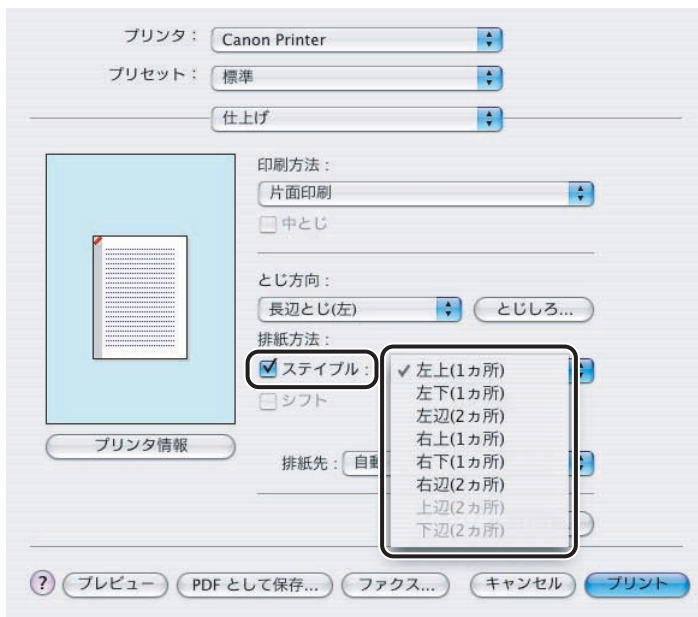 プリンタ： Canon Printer
プリセット： 標準
仕上げ
印刷方法：
片面印刷
中とじ
とじ方向：
長辺とじ(左) とじしろ...
排紙方法：
ステイプル： ✓ 左上(1ヵ所)
左下(1ヵ所)
シフト 左辺(2ヵ所)
右上(1ヵ所)
プリンタ情報 右下(1ヵ所)
排紙先： 自動 右辺(2ヵ所)
上辺(2ヵ所)
下辺(2ヵ所)
? プレビュー PDF として保存... ファクス... キャンセル プリント